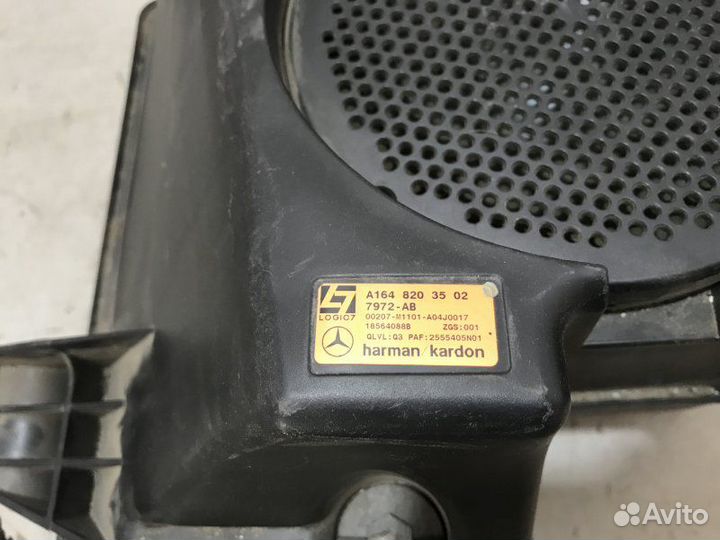 A164 820 35 02
7972-AB
LOGIC7
00207-M1101-A04J0017
18564088B ZGS:001
QLVL:Q3 PAF:2555405N01
harman/kardon
Avito